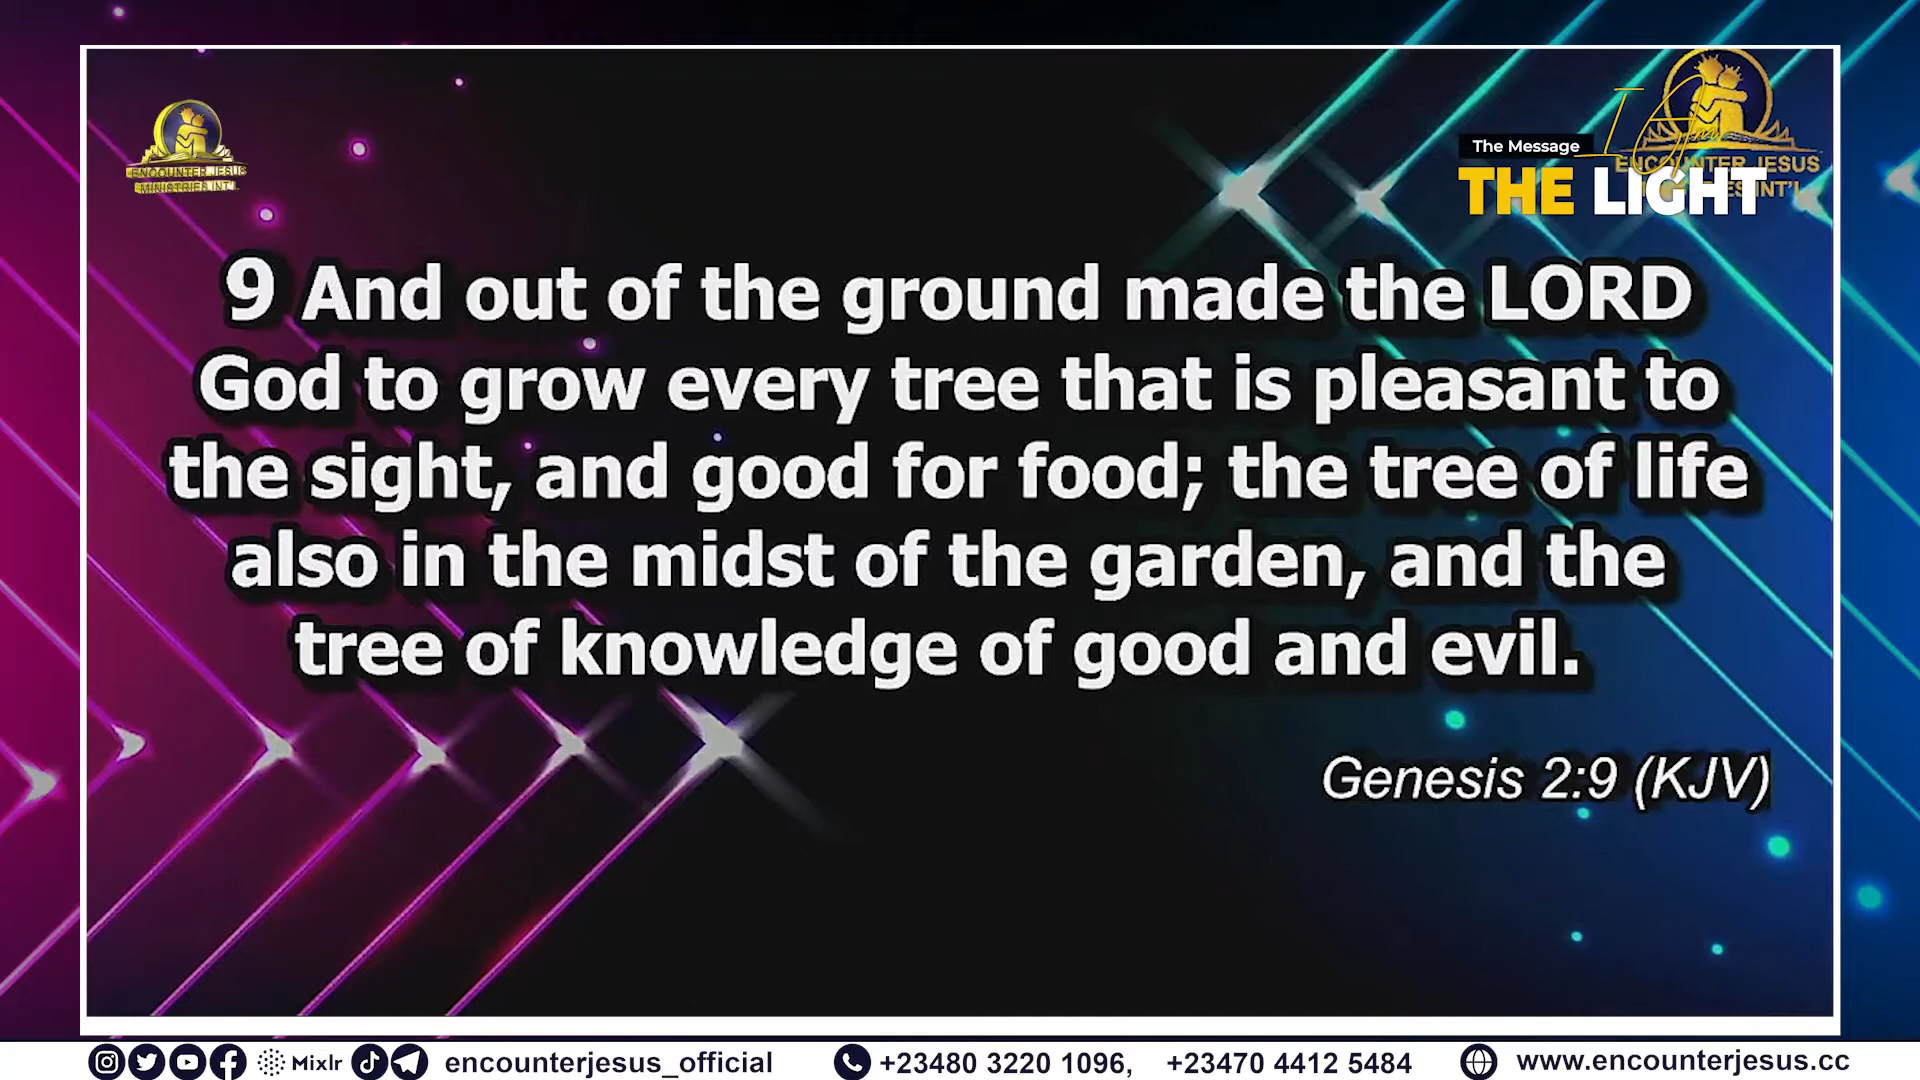 ENCOUNTER JESUS
MINISTRIES INT'L
The Message
I Am
ENCOUNTER JESUS
THE LIGHT
9 And out of the ground made the LORD
God to grow every tree that is pleasant to
the sight, and good for food; the tree of life
also in the midst of the garden, and the
tree of knowledge of good and evil.
Genesis 2:9 (KJV)
Mixlr
encounterjesus_official
+23480 3220 1096, +23470 4412 5484
www.encounterjesus.cc